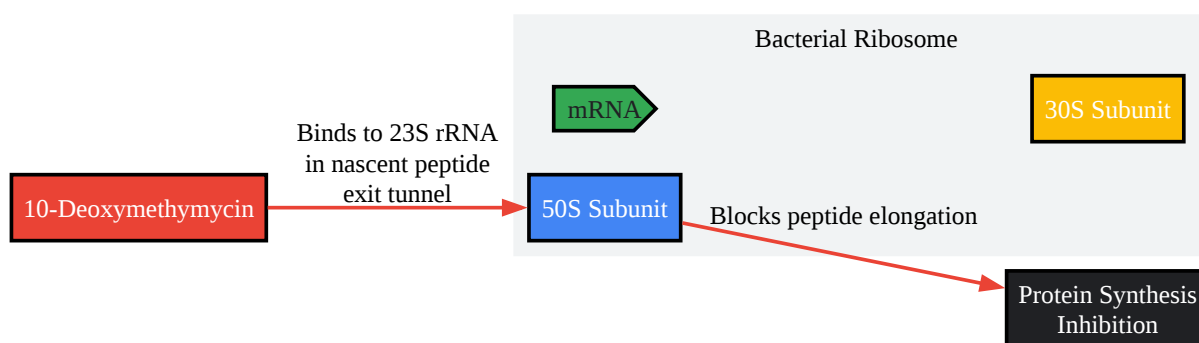 Bacterial Ribosome
mRNA
30S Subunit
Binds to 23S rRNA
in nascent peptide
exit tunnel
10-Deoxymethymycin
50S Subunit
Blocks peptide elongation
Protein Synthesis
Inhibition